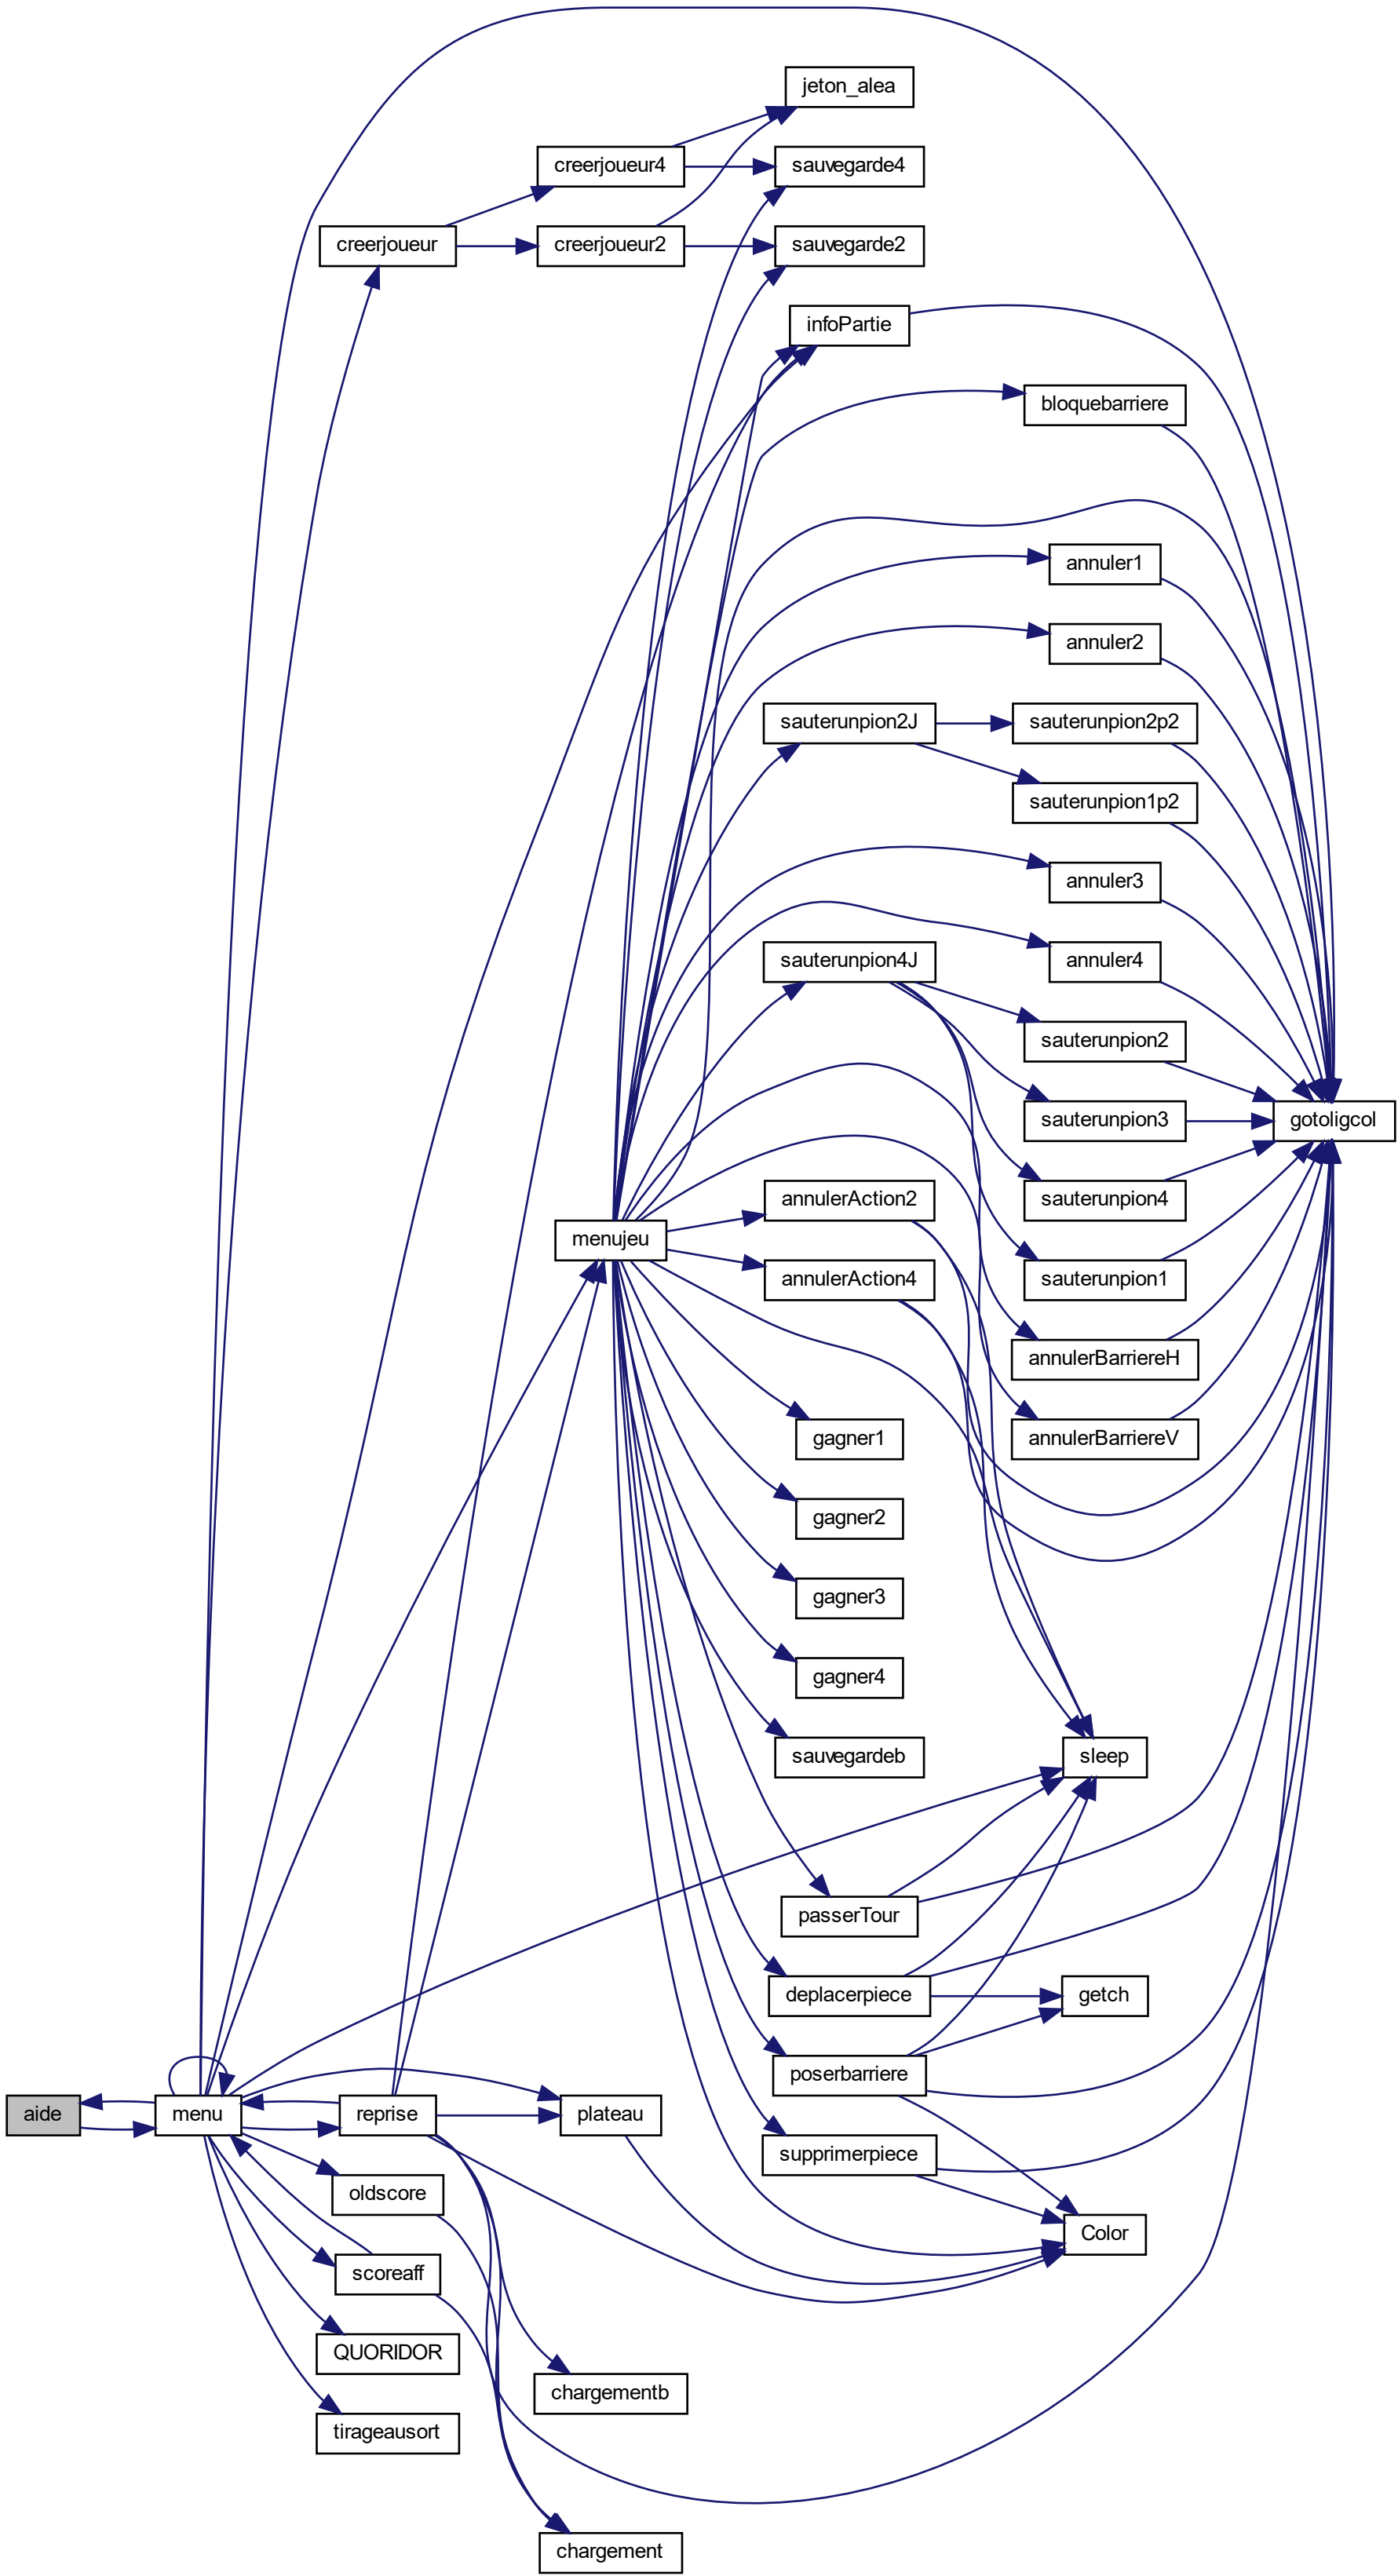 jeton_alea
creerjoueur4
sauvegarde4
creerjoueur
creerjoueur2
sauvegarde2
infoPartie
bloquebarriere
annuler1
annuler2
sauterunpion2J
sauterunpion2p2
sauterunpion1p2
annuler3
sauterunpion4J
annuler4
sauterunpion2
sauterunpion3
gotoligcol
sauterunpion4
annulerAction2
menujeu
annulerAction4
sauterunpion1
annulerBarriereH
gagner1
annulerBarriereV
gagner2
gagner3
gagner4
sauvegardeb
sleep
passerTour
deplacerpiece
getch
poserbarriere
aide
menu
reprise
plateau
supprimerpiece
oldscore
Color
scoreaff
QUORIDOR
chargementb
tirageausort
chargement